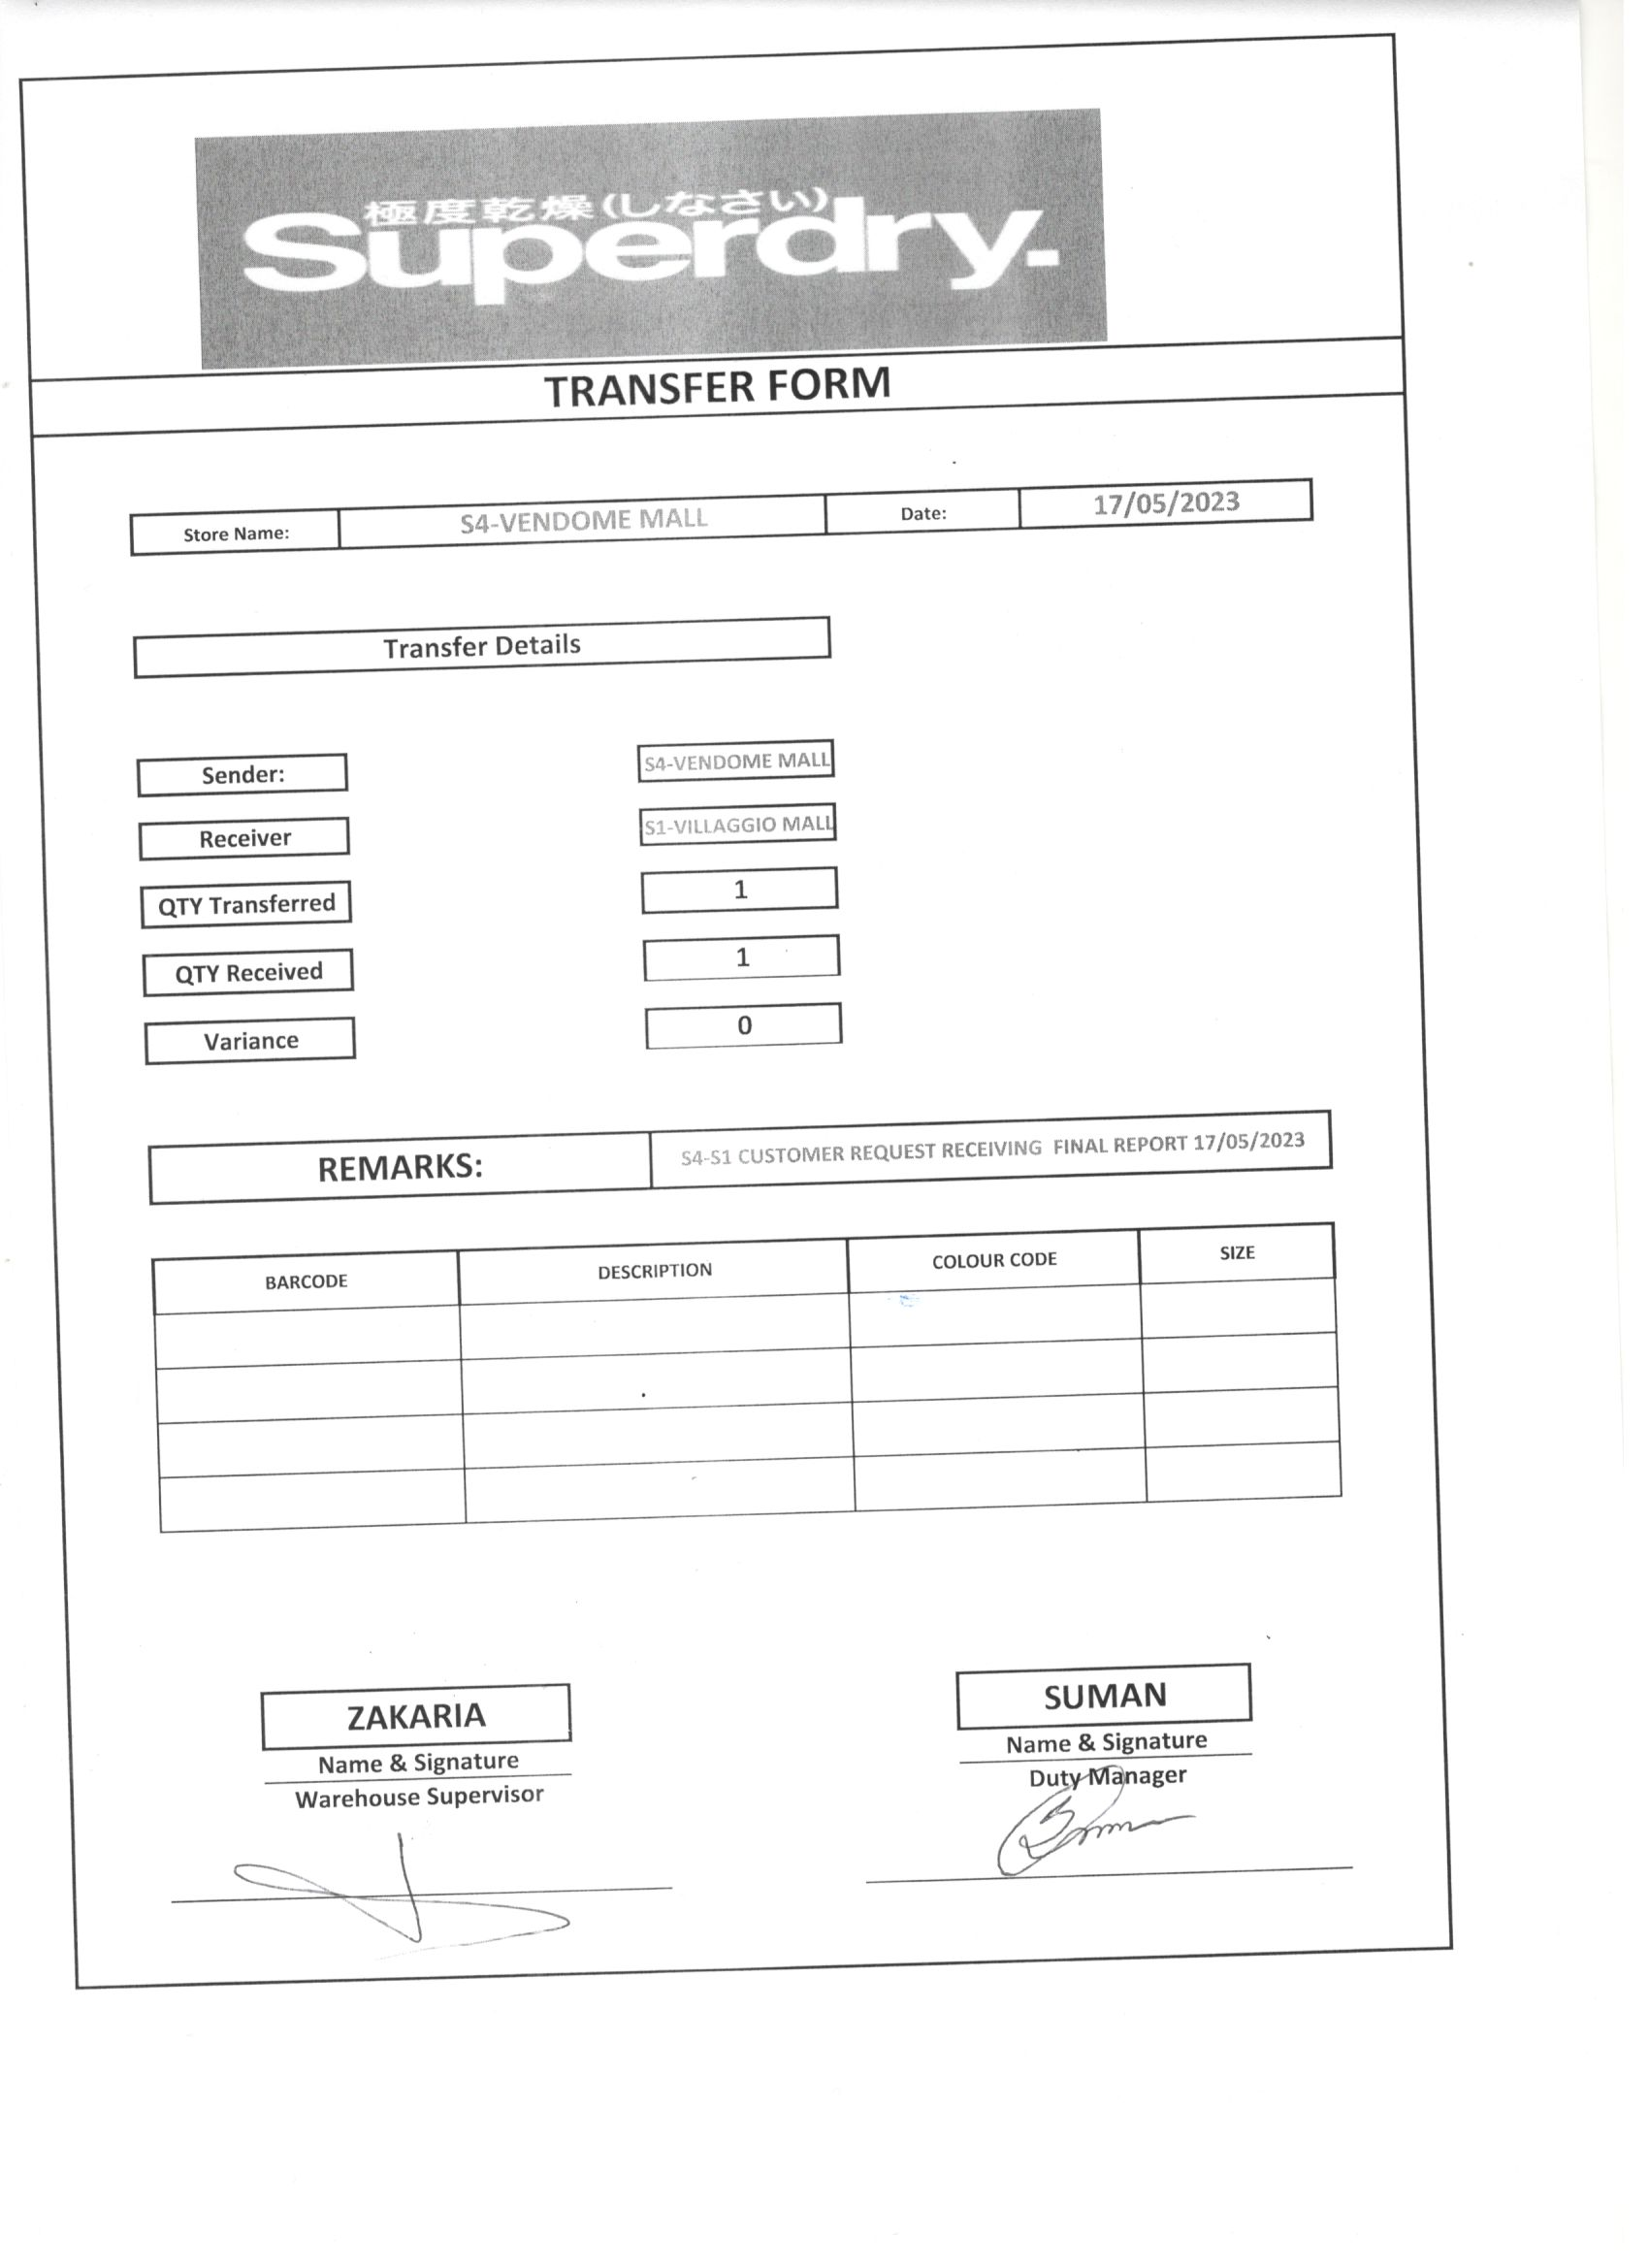 極度乾燥(しなさい)
Superdry.
TRANSFER FORM
Store Name: S4-VENDOME MALL Date: 17/05/2023
Transfer Details
Sender: S4-VENDOME MALL
Receiver S1-VILLAGGIO MALL
QTY Transferred 1
QTY Received 1
Variance 0
REMARKS: S4-S1 CUSTOMER REQUEST RECEIVING FINAL REPORT 17/05/2023
BARCODE DESCRIPTION COLOUR CODE SIZE
ZAKARIA SUMAN
Name & Signature Name & Signature
Warehouse Supervisor Duty Manager